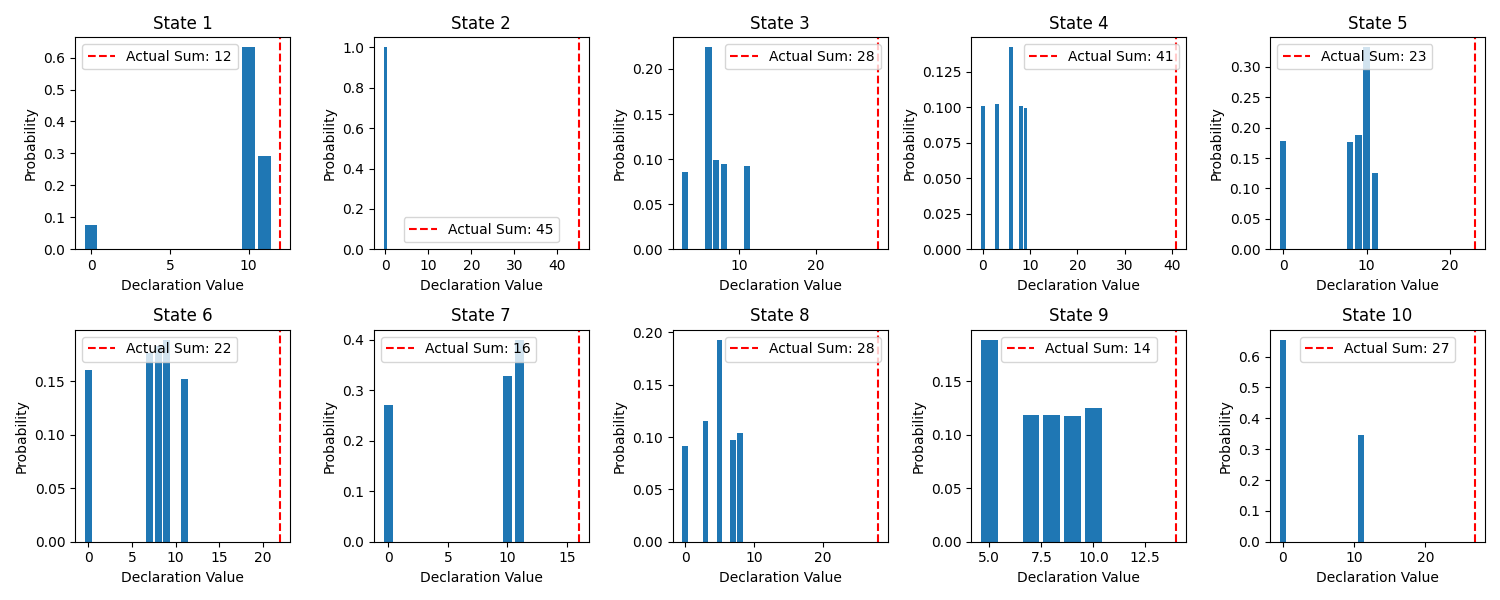 State 1
Actual Sum: 12
Probability
0.6
0.5
0.4
0.3
0.2
0.1
0.0
0 5 10
Declaration Value
State 2
Actual Sum: 45
Probability
1.0
0.8
0.6
0.4
0.2
0.0
0 10 20 30 40
Declaration Value
State 3
Actual Sum: 28
Probability
0.20
0.15
0.10
0.05
0.00
10 20
Declaration Value
State 4
Actual Sum: 41
Probability
0.125
0.100
0.075
0.050
0.025
0.000
0 10 20 30 40
Declaration Value
State 5
Actual Sum: 23
Probability
0.30
0.25
0.20
0.15
0.10
0.05
0.00
0 10 20
Declaration Value
State 6
Actual Sum: 22
Probability
0.15
0.10
0.05
0.00
0 5 10 15 20
Declaration Value
State 7
Actual Sum: 16
Probability
0.4
0.3
0.2
0.1
0.0
0 5 10 15
Declaration Value
State 8
Actual Sum: 28
Probability
0.20
0.15
0.10
0.05
0.00
0 10 20
Declaration Value
State 9
Actual Sum: 14
Probability
0.15
0.10
0.05
0.00
5.0 7.5 10.0 12.5
Declaration Value
State 10
Actual Sum: 27
Probability
0.6
0.5
0.4
0.3
0.2
0.1
0.0
0 10 20
Declaration Value